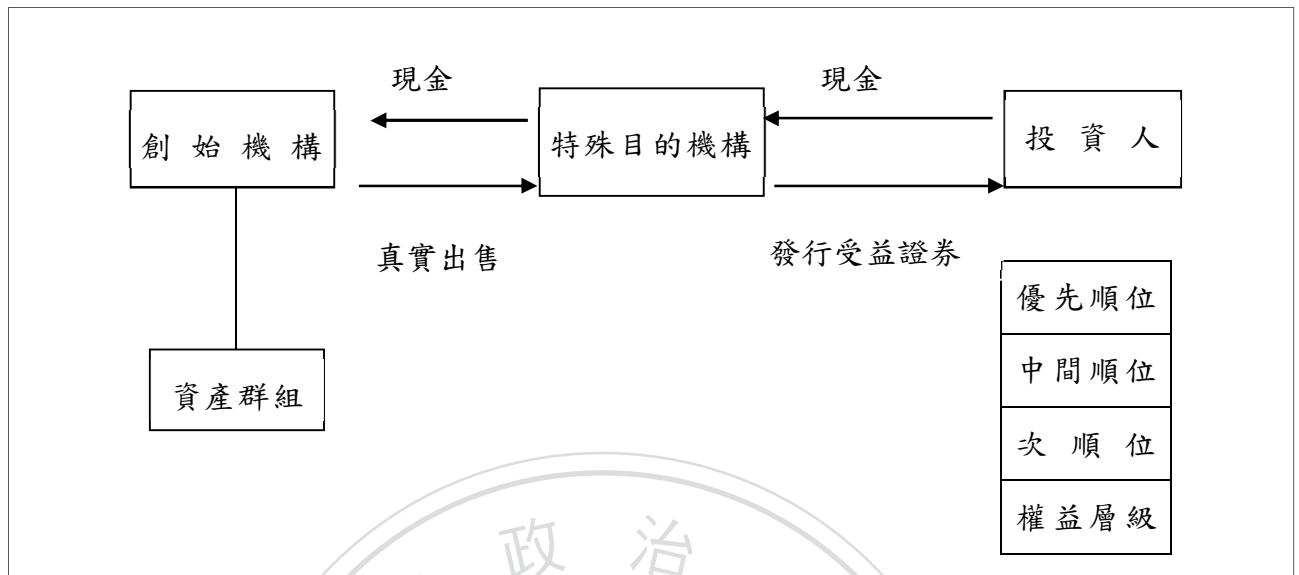 現金
現金
創始機構
特殊目的機構
投資人
真實出售
發行受益證券
優先順位
資產群組
中間順位
次順位
權益層級
政治